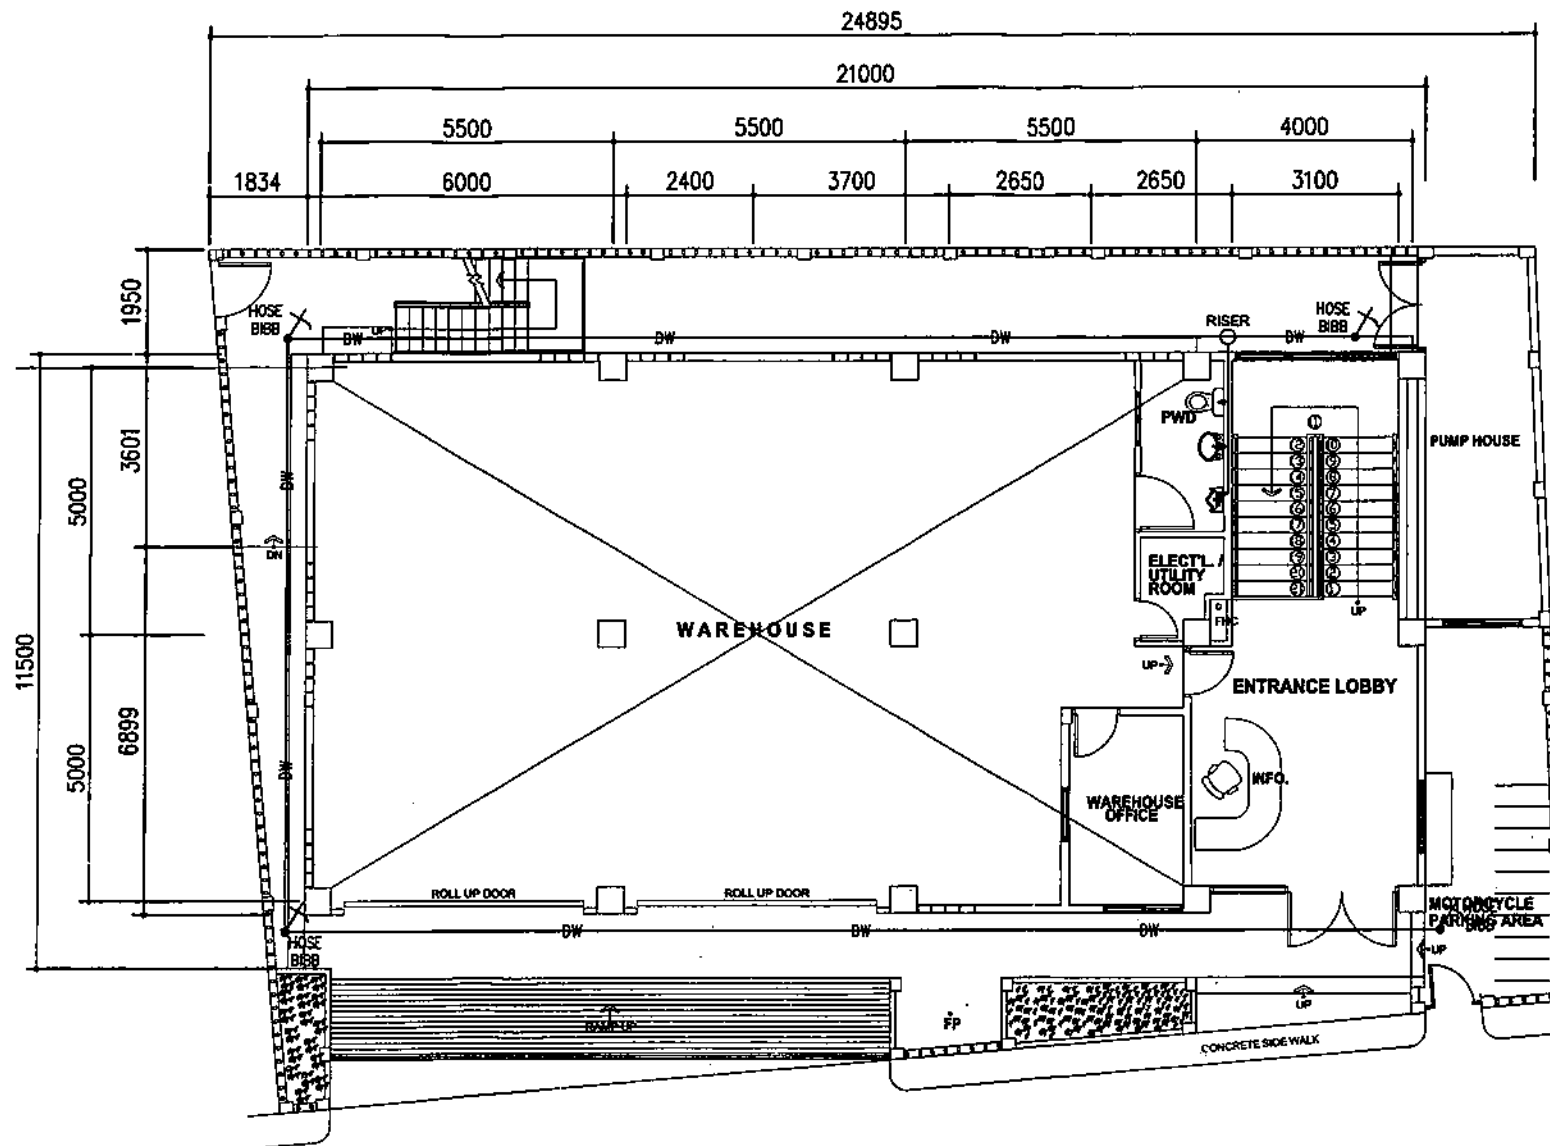 24895
21000
5500
5500
5500
4000
1834
6000
2400
3700
2650
2650
3100
1950
3601
5000
11500
6899
5000
HOSE
BIBB
UP
DW
DW
DW
RISER
DW
HOSE
BIBB
PWD
PUMP HOUSE
DW
DN
ELECT'L. /
UTILITY
ROOM
FHC
UP
WAREHOUSE
UP
ENTRANCE LOBBY
DW
INFO.
WAREHOUSE
OFFICE
ROLL UP DOOR
ROLL UP DOOR
MOTORCYCLE
PARKING AREA
HOSE
BIBB
HOSE
BIBB
DW
DW
DW
UP
RAMP UP
FP
UP
CONCRETE SIDE WALK